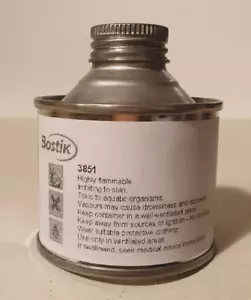 Bostik
3851
Highly flammable
Irritating to skin.
Toxic to aquatic organisms.
Vapours may cause drowsiness and
Keep container in a well-ventilated place
Keep away from sources of ignition - No
Wear suitable protective clothing
Use only in ventilated areas.
If swallowed, seek medical advice